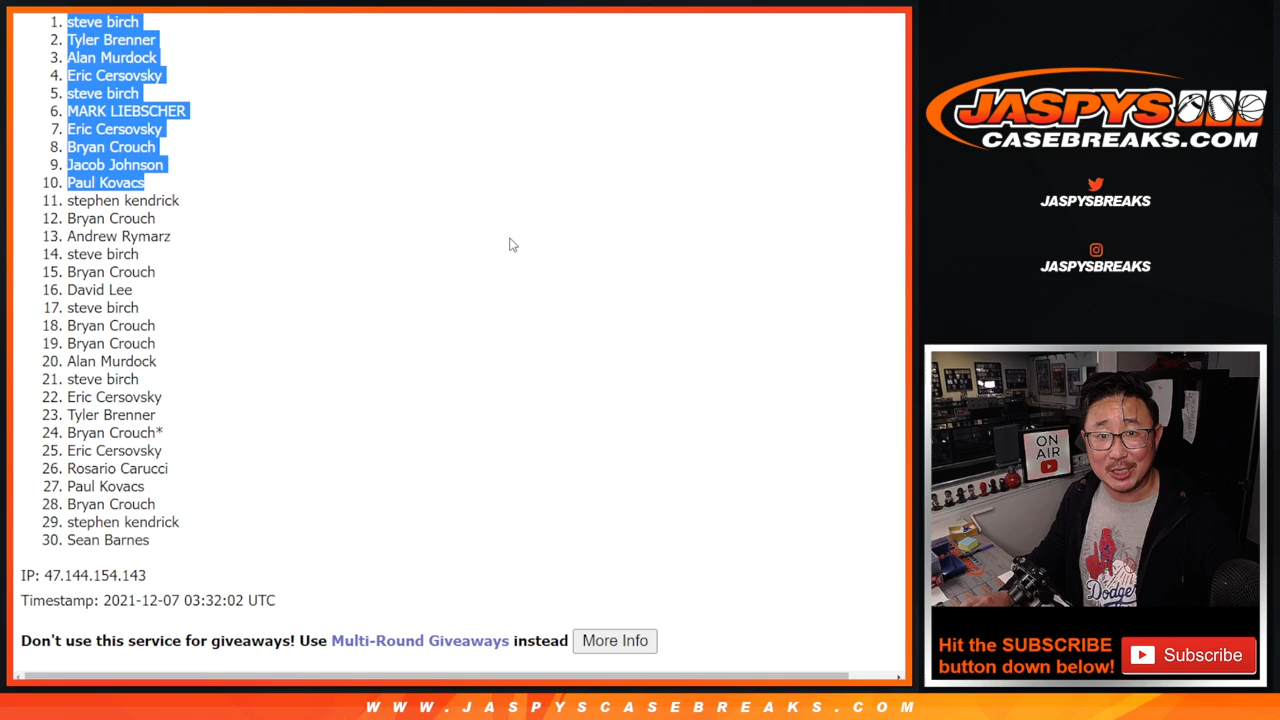 1. steve birch
2. Tyler Brenner
3. Alan Murdock
4. Eric Cersovsky
5. steve birch
6. MARK LIEBSCHER
7. Eric Cersovsky
8. Bryan Crouch
9. Jacob Johnson
10. Paul Kovacs
11. stephen kendrick
12. Bryan Crouch
13. Andrew Rymarz
14. steve birch
15. Bryan Crouch
16. David Lee
17. steve birch
18. Bryan Crouch
19. Bryan Crouch
20. Alan Murdock
21. steve birch
22. Eric Cersovsky
23. Tyler Brenner
24. Bryan Crouch*
25. Eric Cersovsky
26. Rosario Carucci
27. Paul Kovacs
28. Bryan Crouch
29. stephen kendrick
30. Sean Barnes
IP: 47.144.154.143
Timestamp: 2021-12-07 03:32:02 UTC
Don't use this service for giveaways! Use Multi-Round Giveaways instead More Info
JASPYS
CASEBREAKS.COM
JASPYSBREAKS
JASPYSBREAKS
ON
AIR
Dodgers
Hit the SUBSCRIBE
button down below!
Subscribe
WWW.JASPYSCASEBREAKS.COM